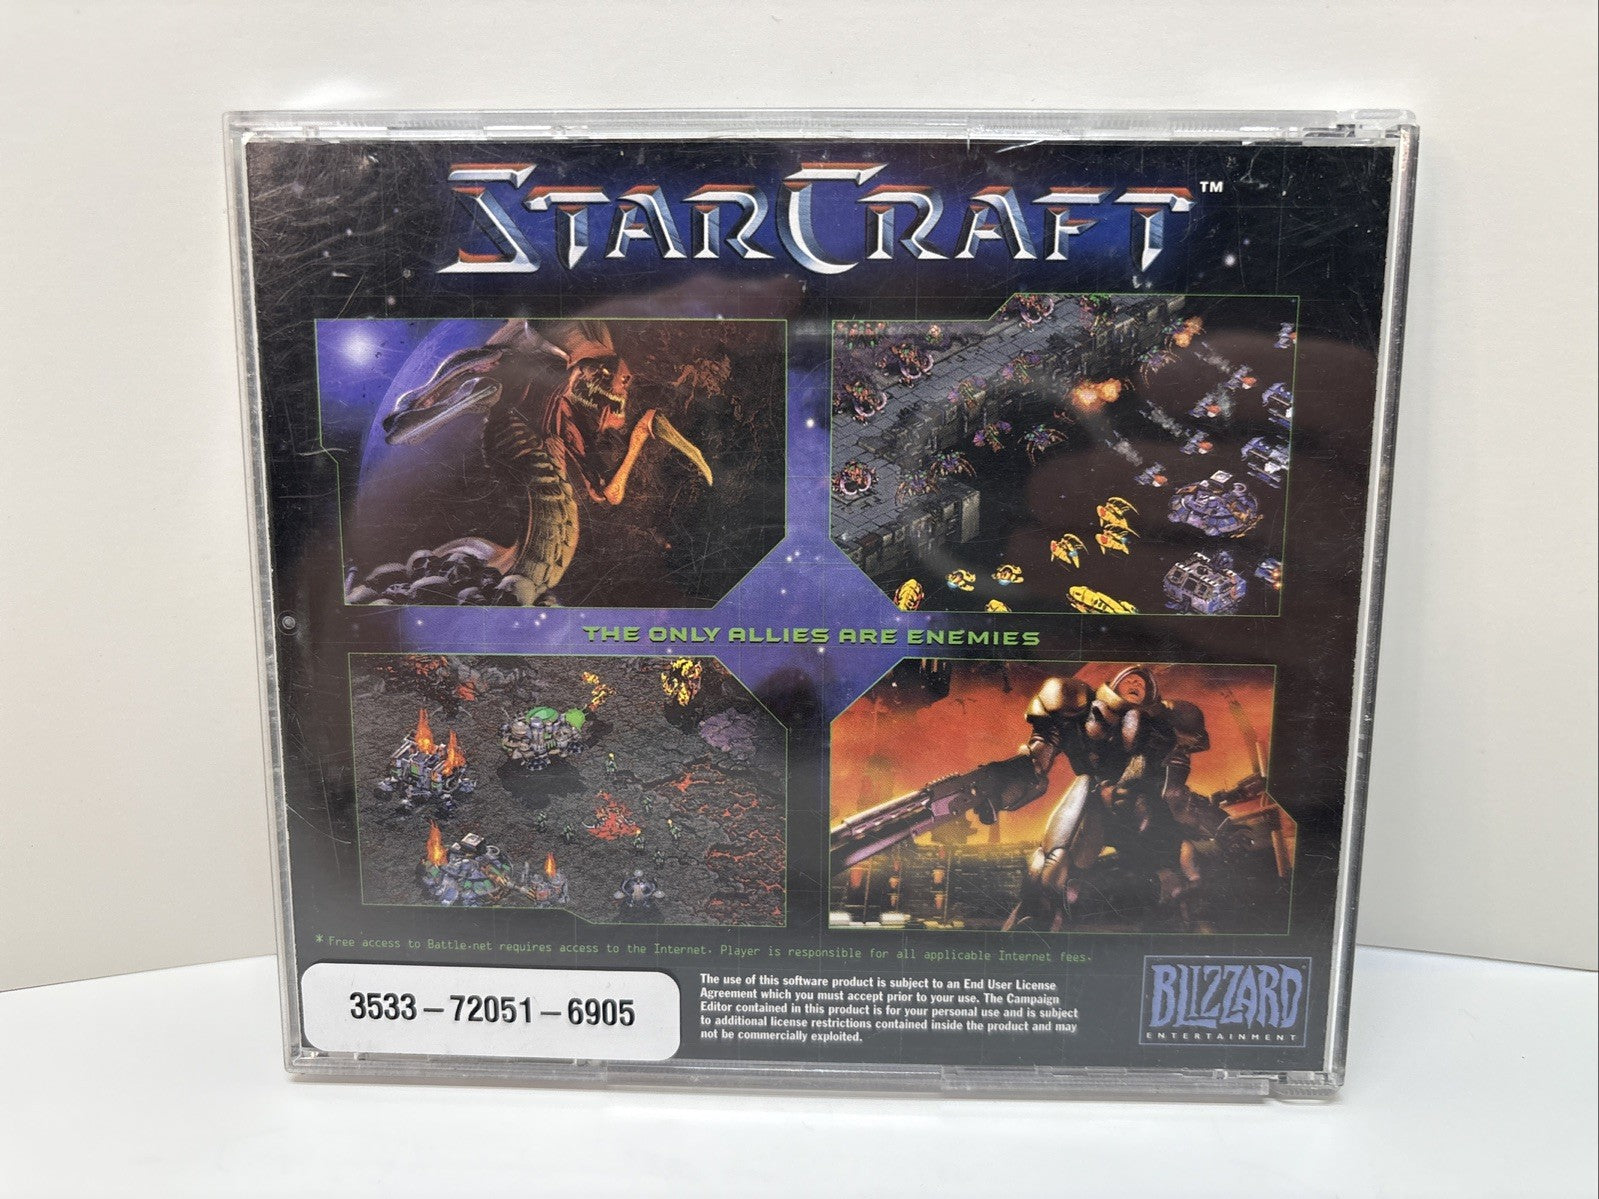 STARCRAFT™
THE ONLY ALLIES ARE ENEMIES
* Free access to Battle.net requires access to the Internet. Player is responsible for all applicable Internet fees.
3533-72051-6905
The use of this software product is subject to an End User License
Agreement which you must accept prior to your use. The Campaign
Editor contained in this product is for your personal use and is subject
to additional license restrictions contained inside the product and may
not be commercially exploited.
BLIZZARD
ENTERTAINMENT